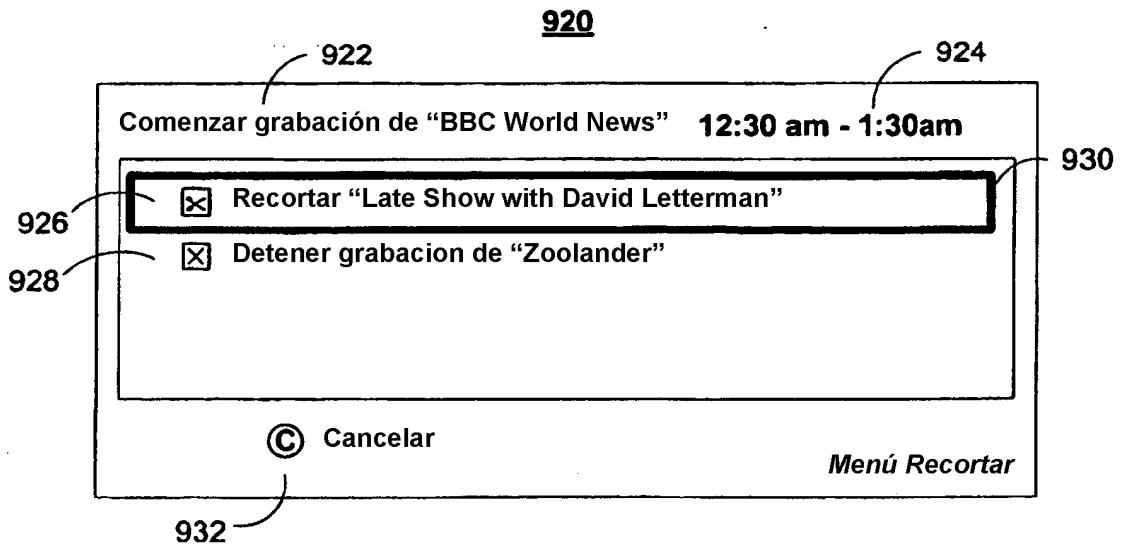 920
922
924
Comenzar grabación de “BBC World News” 12:30 am - 1:30am
930
Recortar “Late Show with David Letterman”
926
Detener grabacion de “Zoolander”
928
© Cancelar
Menú Recortar
932